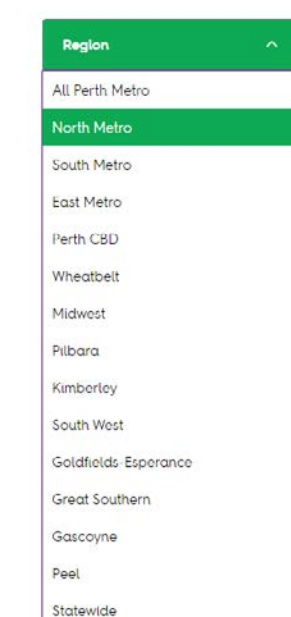 Region
All Perth Metro
North Metro
South Metro
East Metro
Perth CBD
Wheatbelt
Midwest
Pilbara
Kimberley
South West
Goldfields-Esperance
Great Southern
Gascoyne
Peel
Statewide